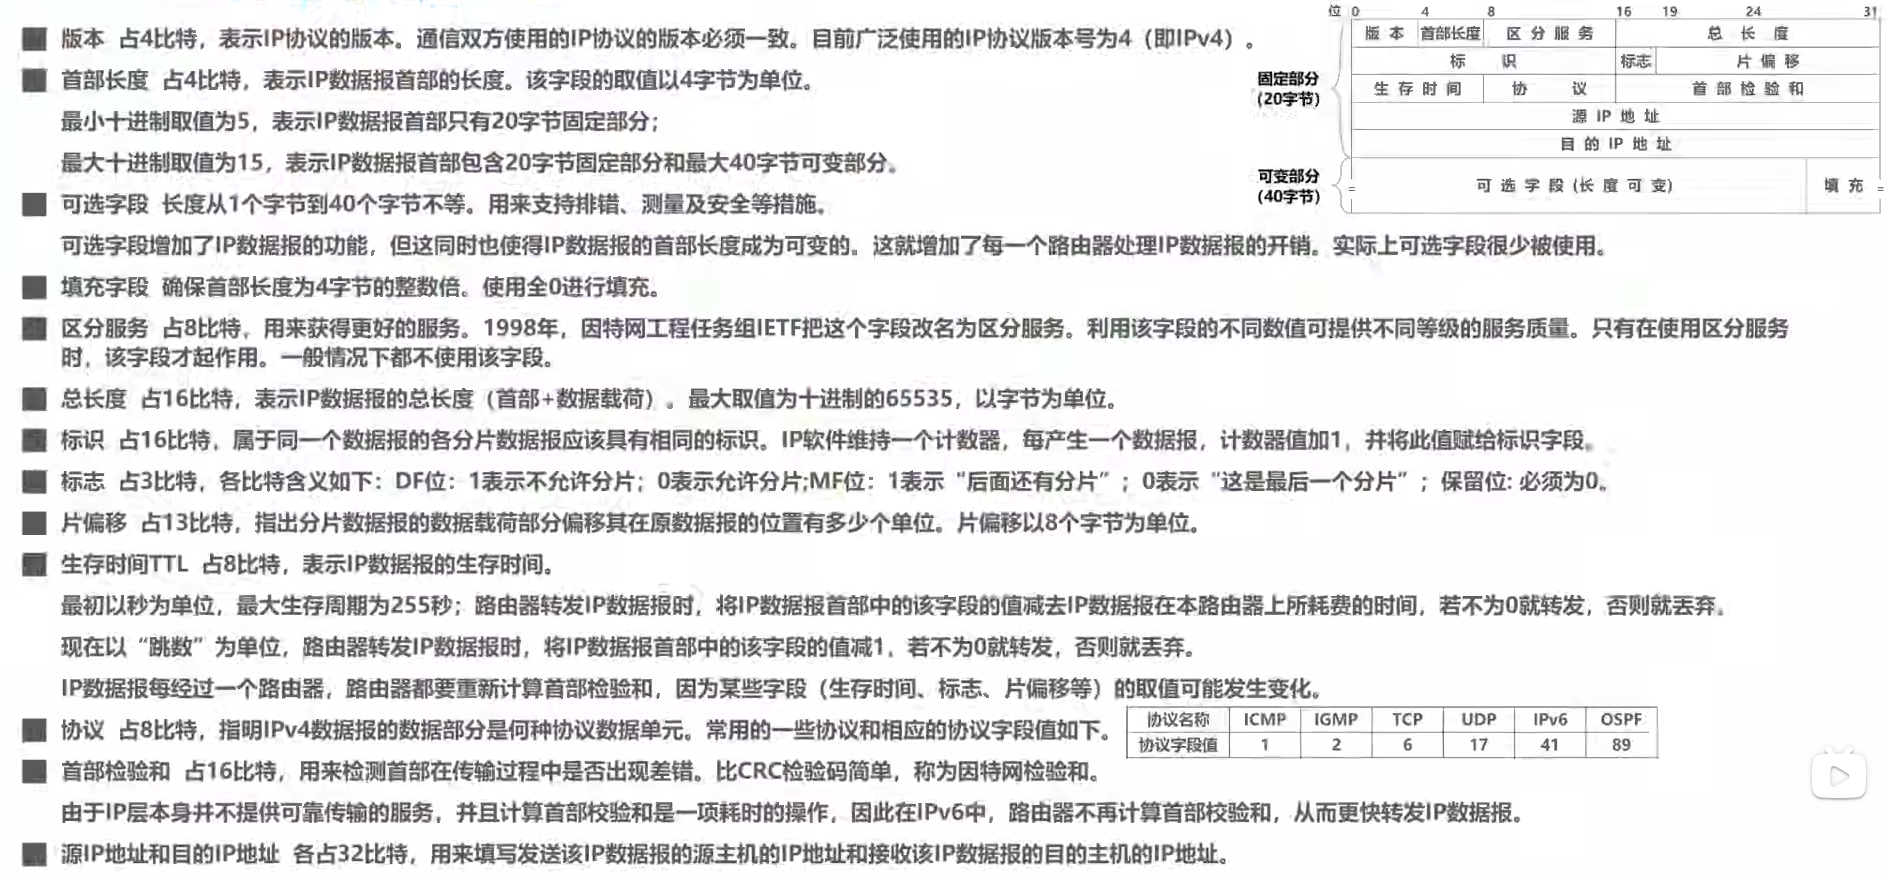 位 0 4 8 16 19 24 31
版本 首部长度 区分服务 总长度
标识 标志 片偏移
固定部分
(20字节)
生存时间 协议 首部检验和
源IP地址
目的IP地址
可变部分
(40字节)
可选字段(长度可变) 填充
版本 占4比特，表示IP协议的版本。通信双方使用的IP协议的版本必须一致。目前广泛使用的IP协议版本号为4（即IPv4）。
首部长度 占4比特，表示IP数据报首部的长度。该字段的取值以4字节为单位。
最小十进制取值为5，表示IP数据报首部只有20字节固定部分；
最大十进制取值为15，表示IP数据报首部包含20字节固定部分和最大40字节可变部分。
可选字段 长度从1个字节到40个字节不等。用来支持排错、测量及安全等措施。
可选字段增加了IP数据报的功能，但这同时也使得IP数据报的首部长度成为可变的。这就增加了每一个路由器处理IP数据报的开销。实际上可选字段很少被使用。
填充字段 确保首部长度为4字节的整数倍。使用全0进行填充。
区分服务 占8比特，用来获得更好的服务。1998年，因特网工程任务组IETF把这个字段改名为区分服务。利用该字段的不同数值可提供不同等级的服务质量。只有在使用区分服务
时，该字段才起作用。一般情况下都不使用该字段。
总长度 占16比特，表示IP数据报的总长度（首部+数据载荷）。最大取值为十进制的65535，以字节为单位。
标识 占16比特，属于同一个数据报的各分片数据报应该具有相同的标识。IP软件维持一个计数器，每产生一个数据报，计数器值加1，并将此值赋给标识字段。
标志 占3比特，各比特含义如下：DF位：1表示不允许分片；0表示允许分片;MF位：1表示“后面还有分片”；0表示“这是最后一个分片”；保留位: 必须为0。
片偏移 占13比特，指出分片数据报的数据载荷部分偏移其在原数据报的位置有多少个单位。片偏移以8个字节为单位。
生存时间TTL 占8比特，表示IP数据报的生存时间。
最初以秒为单位，最大生存周期为255秒；路由器转发IP数据报时，将IP数据报首部中的该字段的值减去IP数据报在本路由器上所耗费的时间，若不为0就转发，否则就丢弃。
现在以“跳数”为单位，路由器转发IP数据报时，将IP数据报首部中的该字段的值减1，若不为0就转发，否则就丢弃。
IP数据报每经过一个路由器，路由器都要重新计算首部检验和，因为某些字段（生存时间、标志、片偏移等）的取值可能发生变化。
协议 占8比特，指明IPv4数据报的数据部分是何种协议数据单元。常用的一些协议和相应的协议字段值如下。
协议名称 ICMP IGMP TCP UDP IPv6 OSPF
协议字段值 1 2 6 17 41 89
首部检验和 占16比特，用来检测首部在传输过程中是否出现差错。比CRC检验码简单，称为因特网检验和。
由于IP层本身并不提供可靠传输的服务，并且计算首部校验和是一项耗时的操作，因此在IPv6中，路由器不再计算首部校验和，从而更快转发IP数据报。
源IP地址和目的IP地址 各占32比特，用来填写发送该IP数据报的源主机的IP地址和接收该IP数据报的目的主机的IP地址。